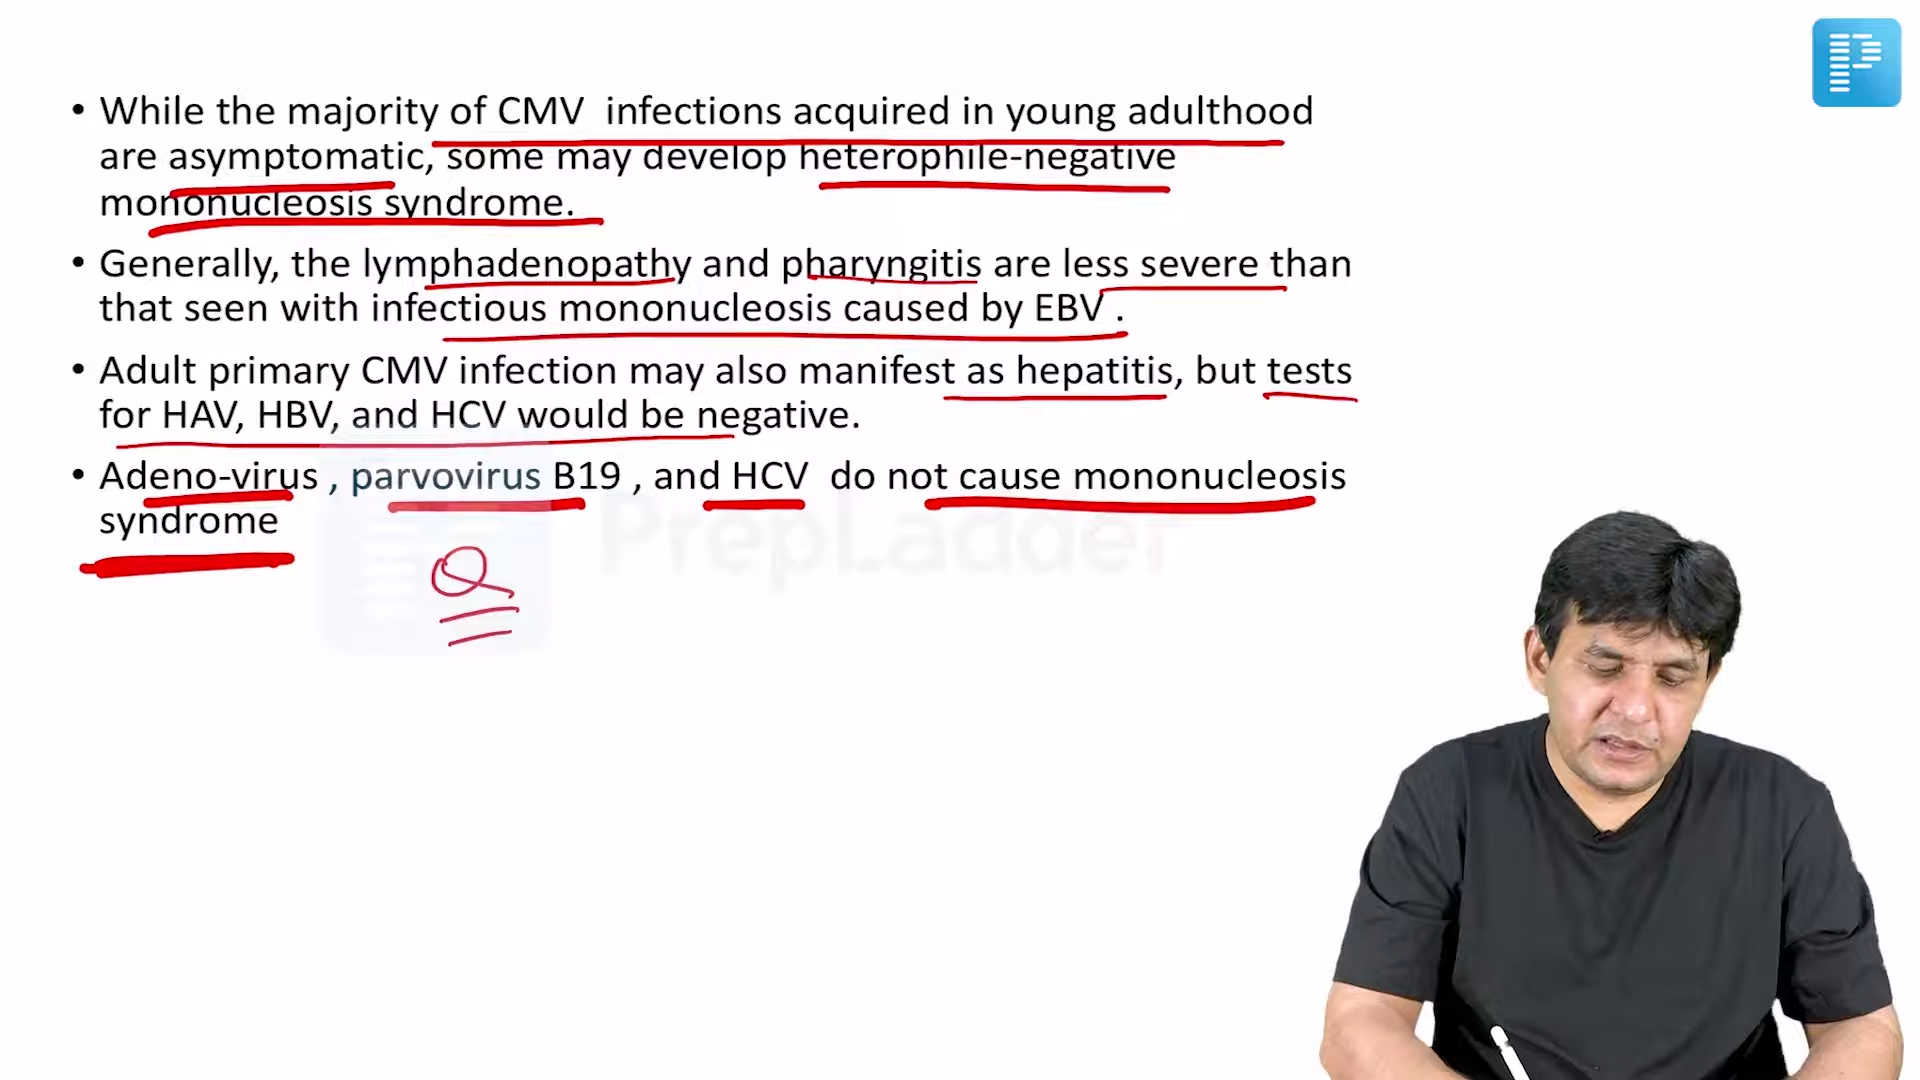 • While the majority of CMV infections acquired in young adulthood
are asymptomatic, some may develop heterophile-negative
mononucleosis syndrome.
• Generally, the lymphadenopathy and pharyngitis are less severe than
that seen with infectious mononucleosis caused by EBV .
• Adult primary CMV infection may also manifest as hepatitis, but tests
for HAV, HBV, and HCV would be negative.
• Adeno-virus , parvovirus B19 , and HCV do not cause mononucleosis
syndrome
PrepLadder
Q